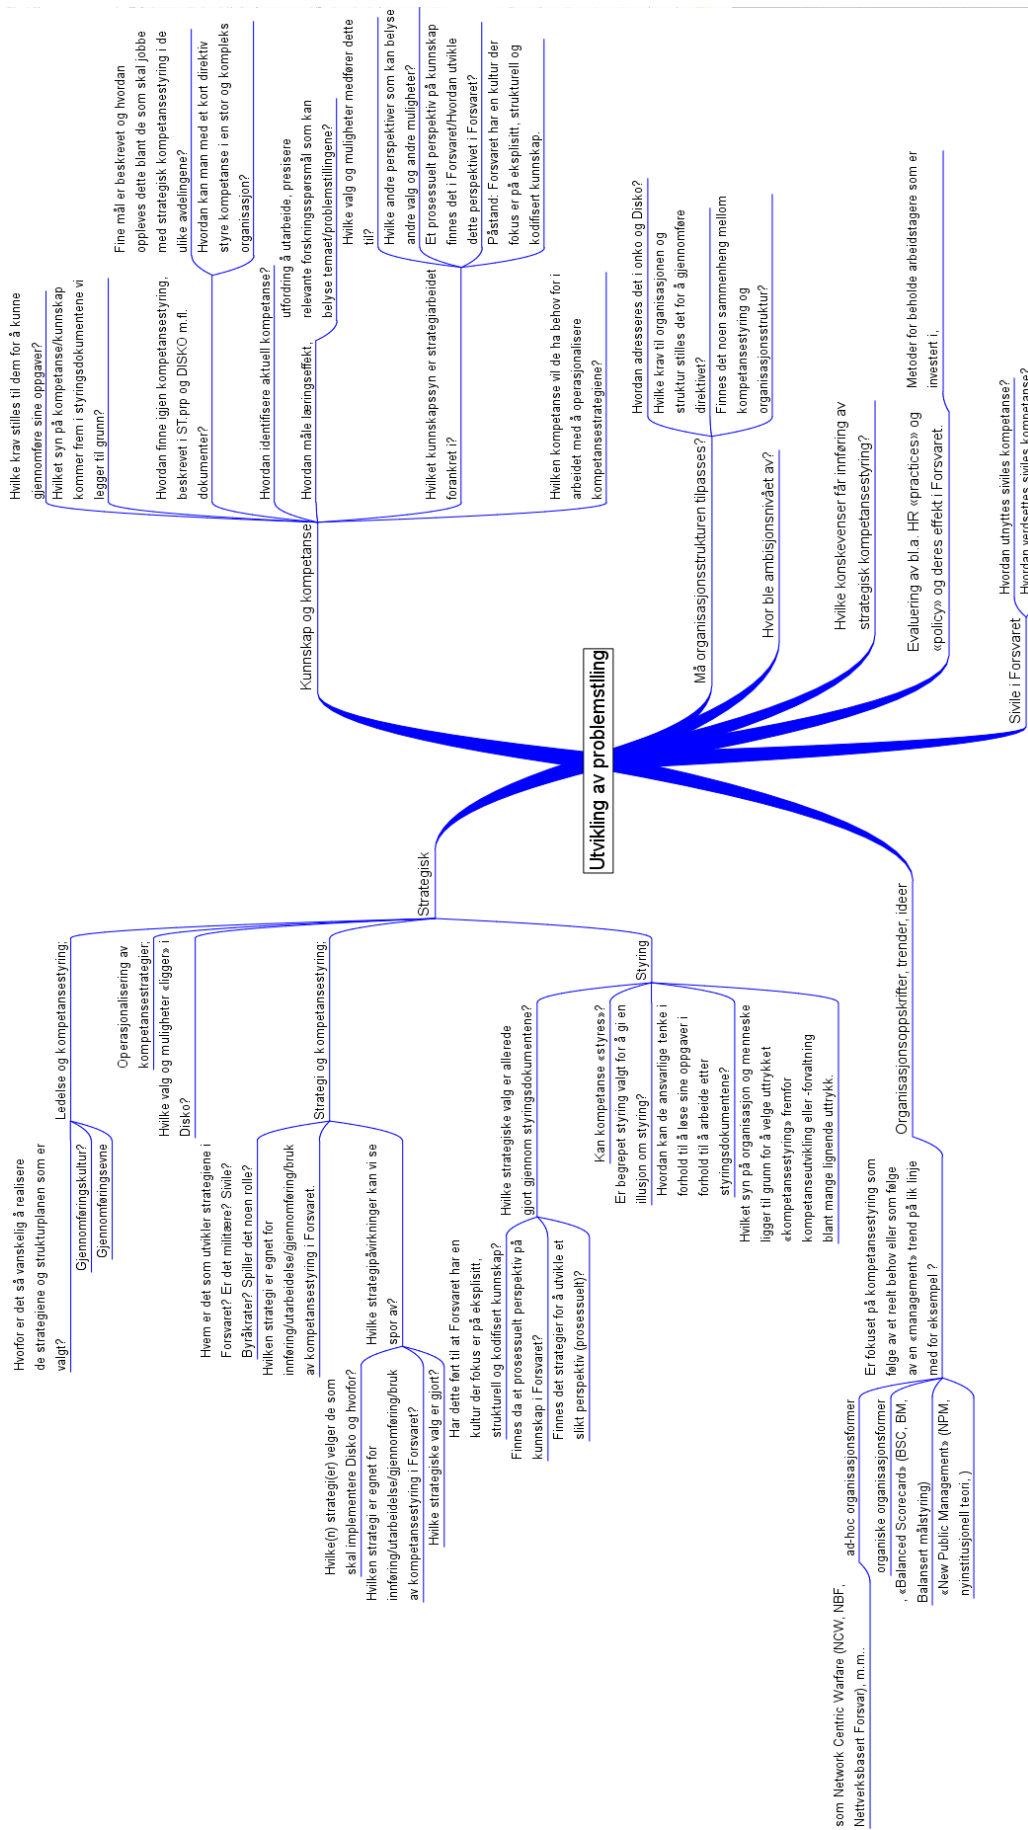 Utvikling av problemstlling
Kunnskap og kompetanse
Hvilke krav stilles til dem for å kunne
gjennomføre sine oppgaver?
Hvilket syn på kompetanse/kunnskap
kommer frem i styringsdokumentene vi
legger til grunn?
Hvordan finne igjen kompetansestyring,
beskrevet i ST.prp og DISKO m.fl.
dokumenter?
Fine mål er beskrevet og hvordan
oppleves dette blant de som skal jobbe
med strategisk kompetansestyring i de
ulike avdelingene?
Hvordan kan man med et kort direktiv
styre kompetanse i en stor og kompleks
organisasjon?
Hvordan identifisere aktuell kompetanse?
Hvordan måle læringseffekt,
utfordring å utarbeide, presisere
relevante forskningsspørsmål som kan
belyse temaet/problemstillingene?
Hvilket kunnskapssyn er strategiarbeidet
forankret i?
Hvilke valg og muligheter medfører dette
til?
Hvilke andre perspektiver som kan belyse
andre valg og andre muligheter?
Et prosessuelt perspektiv på kunnskap
finnes det i Forsvaret/Hvordan utvikle
dette perspektivet i Forsvaret?
Påstand: Forsvaret har en kultur der
fokus er på eksplisitt, strukturell og
kodifisert kunnskap.
Hvilken kompetanse vil de ha behov for i
arbeidet med å operasjonalisere
kompetansestrategiene?
Må organisasjonsstrukturen tilpasses?
Hvordan adresseres det i onko og Disko?
Hvilke krav til organisasjonen og
struktur stilles det for å gjennomføre
direktivet?
Finnes det noen sammenheng mellom
kompetansestyring og
organisasjonsstruktur?
Hvor ble ambisjonsnivået av?
Hvilke konskevenser får innføring av
strategisk kompetansestyring?
Evaluering av bl.a. HR «practices» og
«policy» og deres effekt i Forsvaret.
Metoder for beholde arbeidstagere som er
investert i,
Sivile i Forsvaret
Hvordan utnyttes siviles kompetanse?
Hvordan verdsettes siviles kompetanse?
Strategisk
Ledelse og kompetansestyring;
Hvorfor er det så vanskelig å realisere
de strategiene og strukturplanen som er
valgt?
Gjennomføringskultur?
Gjennomføringsevne
Operasjonalisering av
kompetansestrategier;
Hvilke valg og muligheter «ligger» i
Disko?
Strategi og kompetansestyring;
Hvem er det som utvikler strategiene i
Forsvaret? Er det militære? Sivile?
Byråkrater? Spiller det noen rolle?
Hvilken strategi er egnet for
innføring/utarbeidelse/gjennomføring/bruk
av kompetansestyring i Forsvaret.
Hvilke strategipåvirkninger kan vi se
spor av?
Hvilke(n) strategi(er) velger de som
skal implementere Disko og hvorfor?
Hvilken strategi er egnet for
innføring/utarbeidelse/gjennomføring/bruk
av kompetansestyring i Forsvaret?
Hvilke strategiske valg er gjort?
Styring
Hvilke strategiske valg er allerede
gjort gjennom styringsdokumentene?
Har dette ført til at Forsvaret har en
kultur der fokus er på eksplisitt,
strukturell og kodifisert kunnskap?
Finnes da et prosessuelt perspektiv på
kunnskap i Forsvaret?
Finnes det strategier for å utvikle et
slikt perspektiv (prosessuelt)?
Kan kompetanse «styres»?
Er begrepet styring valgt for å gi en
illusjon om styring?
Hvordan kan de ansvarlige tenke i
forhold til å løse sine oppgaver i
forhold til å arbeide etter
styringsdokumentene?
Hvilket syn på organisasjon og menneske
ligger til grunn for å velge uttrykket
«kompetansestyring» fremfor
kompetanseutvikling eller -forvaltning
blant mange lignende uttrykk.
Organisasjonsoppskrifter, trender, ideer
Er fokuset på kompetansestyring som
følge av et reelt behov eller som følge
av en «management» trend på lik linje
med for eksempel ?
ad-hoc organisasjonsformer
som Network Centric Warfare (NCW, NBF,
Nettverksbasert Forsvar), m.m..
organiske organisasjonsformer
, «Balanced Scorecard» (BSC, BM,
Balansert målstyring)
«New Public Management» (NPM,
nyinstitusjonell teori, )